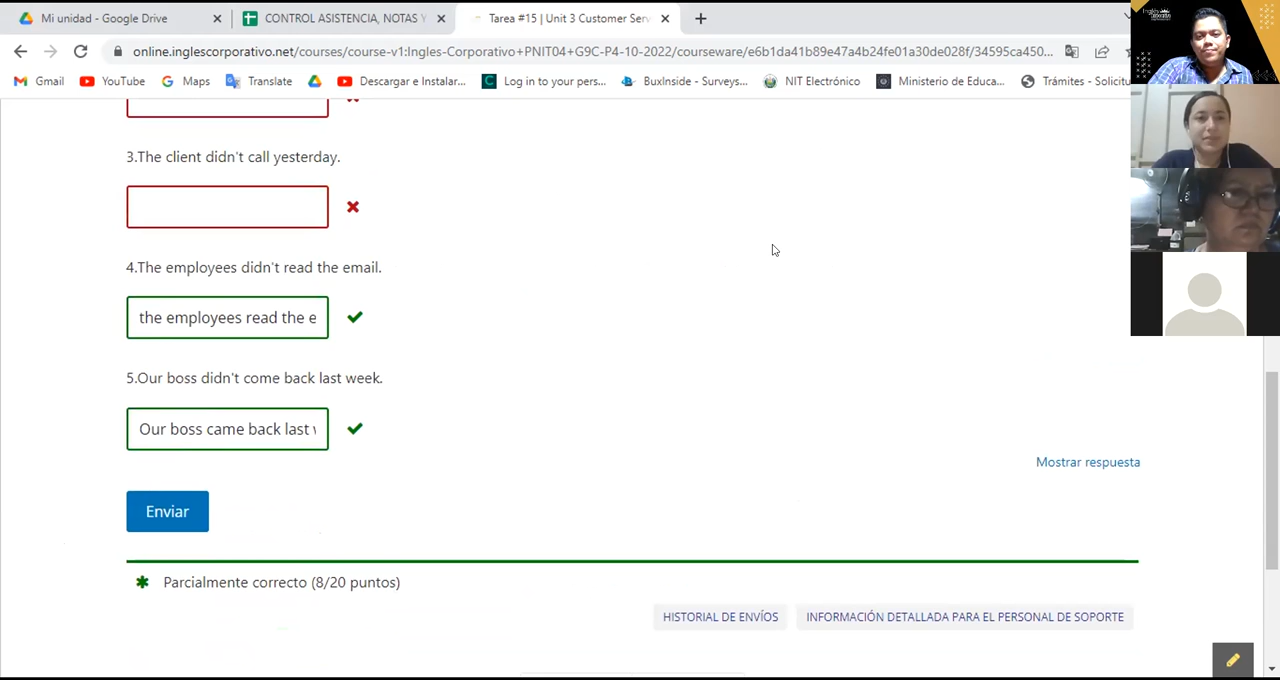 Mi unidad - Google Drive
CONTROL ASISTENCIA, NOTAS Y
Tarea #15 | Unit 3 Customer Serv
online.inglescorporativo.net/courses/course-v1:Ingles-Corporativo+PNIT04+G9C-P4-10-2022/courseware/e6b1da41b89e47a4b24fe01a30de028f/34595ca450...
Gmail
YouTube
Maps
Translate
Descargar e Instalar...
Log in to your pers...
BuxInside - Surveys...
NIT Electrónico
Ministerio de Educa...
Trámites - Solicitu
3.The client didn't call yesterday.
4.The employees didn't read the email.
the employees read the e
5.Our boss didn't come back last week.
Our boss came back last
Mostrar respuesta
Enviar
Parcialmente correcto (8/20 puntos)
HISTORIAL DE ENVÍOS
INFORMACIÓN DETALLADA PARA EL PERSONAL DE SOPORTE